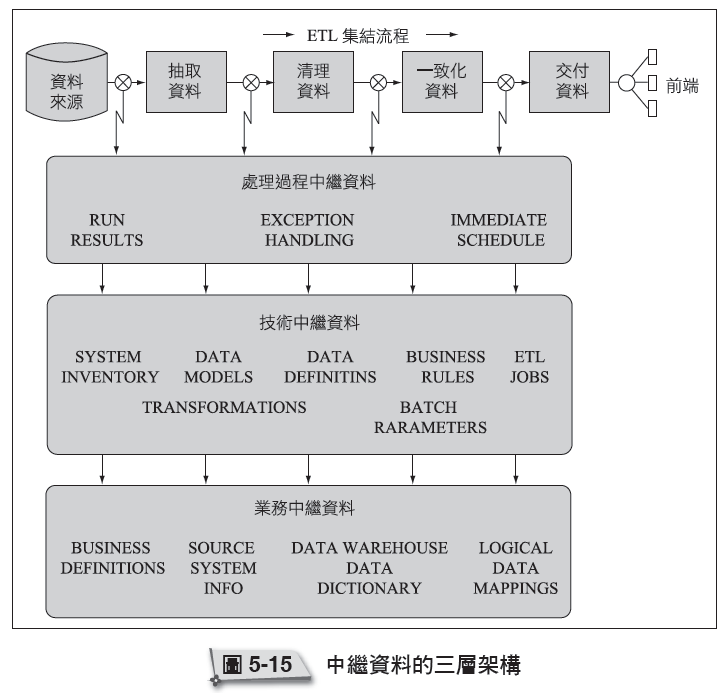 ETL 集結流程
資料
來源
抽取
資料
清理
資料
一致化
資料
交付
資料
前端
處理過程中繼資料
RUN
RESULTS
EXCEPTION
HANDLING
IMMEDIATE
SCHEDULE
技術中繼資料
SYSTEM
INVENTORY
DATA
MODELS
DATA
DEFINITINS
BUSINESS
RULES
ETL
JOBS
TRANSFORMATIONS
BATCH
RARAMETERS
業務中繼資料
BUSINESS
DEFINITIONS
SOURCE
SYSTEM
INFO
DATA WAREHOUSE
DATA
DICTIONARY
LOGICAL
DATA
MAPPINGS
圖 5-15 中繼資料的三層架構